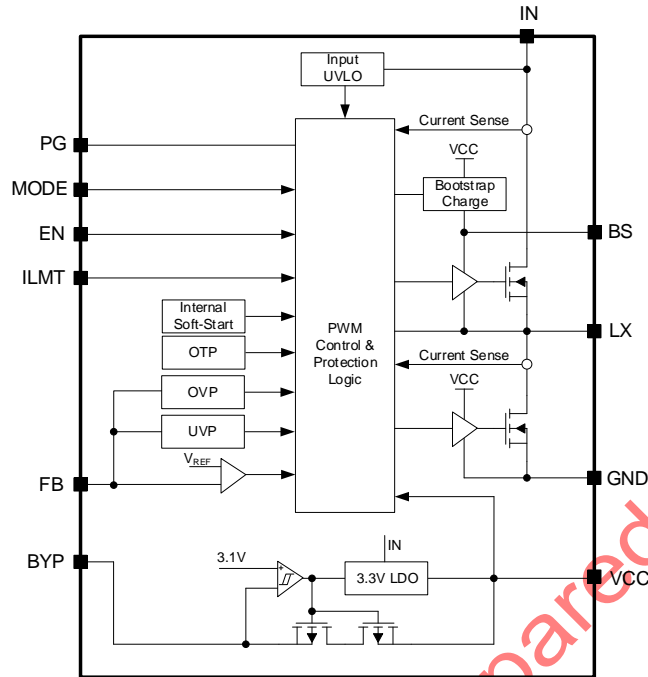 IN
Input
UVLO
Current Sense
PG
VCC
MODE
Bootstrap
Charge
EN
BS
ILMT
Internal
Soft-Start
PWM
Control &
Protection
Logic
LX
OTP
Current Sense
OVP
VCC
UVP
VREF
FB
GND
BYP
IN
3.1V
+
-
3.3V LDO
VCC
pared